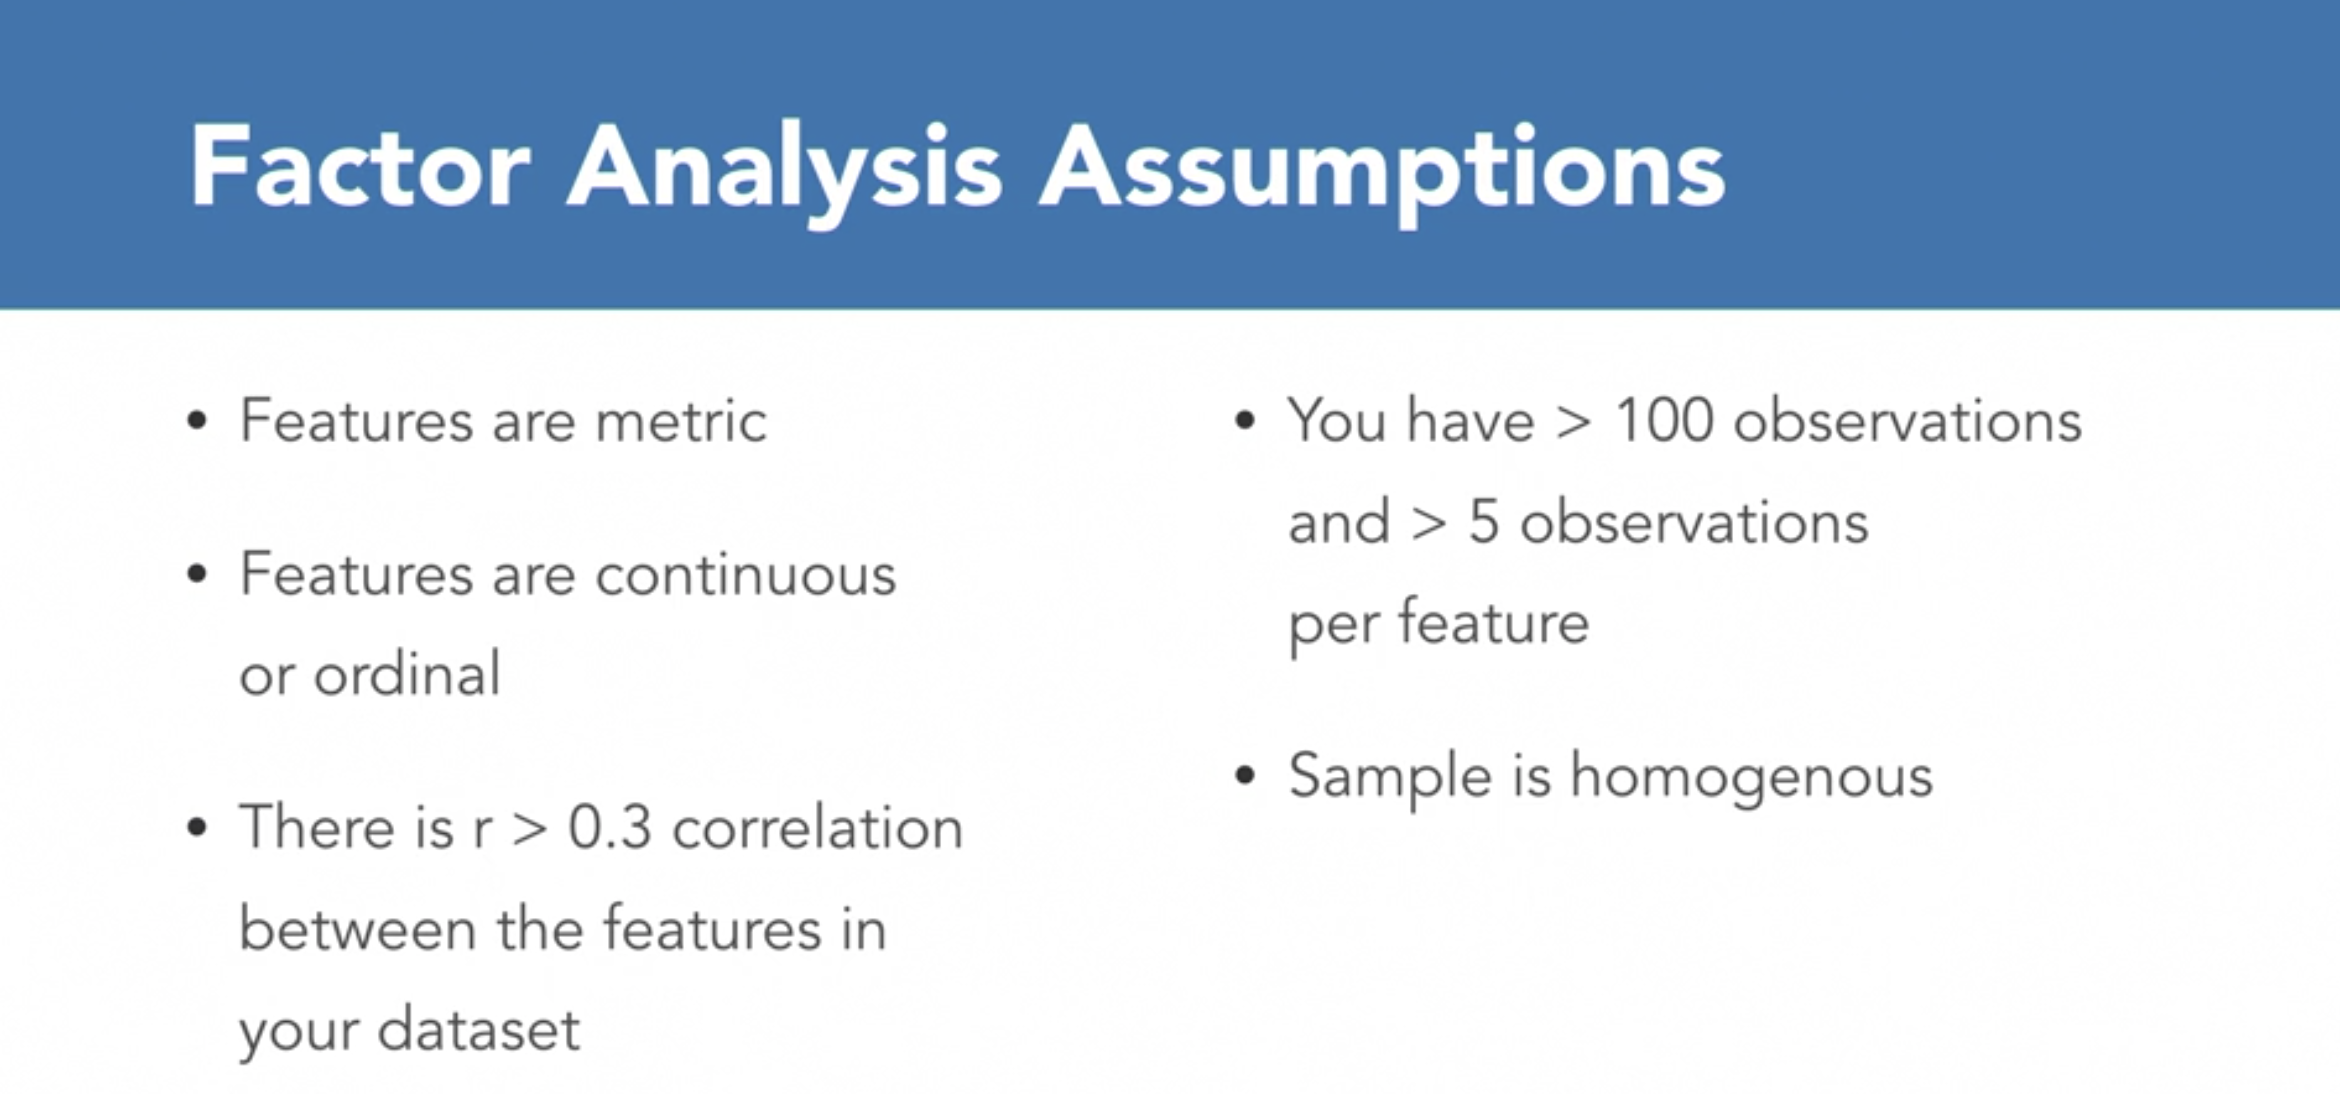 Factor Analysis Assumptions
• Features are metric
• Features are continuous
or ordinal
• There is r > 0.3 correlation
between the features in
your dataset
• You have > 100 observations
and > 5 observations
per feature
• Sample is homogenous